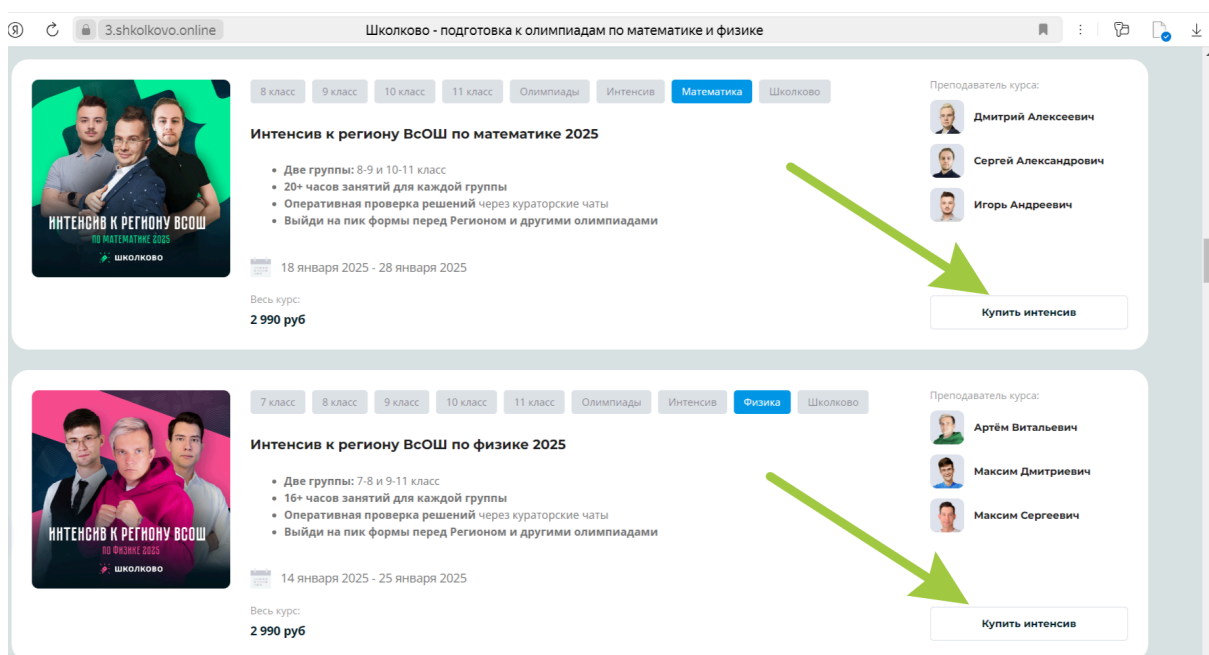 3.shkolkovo.online
Школково - подготовка к олимпиадам по математике и физике
8 класс 9 класс 10 класс 11 класс Олимпиады Интенсив Математика Школково
Интенсив к региону ВсОШ по математике 2025
• Две группы: 8-9 и 10-11 класс
• 20+ часов занятий для каждой группы
• Оперативная проверка решений через кураторские чаты
• Выйди на пик формы перед Регионом и другими олимпиадами
18 января 2025 - 28 января 2025
Весь курс:
2 990 руб
ИНТЕНСИВ К РЕГИОНУ ВСОШ
ПО МАТЕМАТИКЕ 2025
ШКОЛКОВО
Преподаватель курса:
Дмитрий Алексеевич
Сергей Александрович
Игорь Андреевич
Купить интенсив
7 класс 8 класс 9 класс 10 класс 11 класс Олимпиады Интенсив Физика Школково
Интенсив к региону ВсОШ по физике 2025
• Две группы: 7-8 и 9-11 класс
• 16+ часов занятий для каждой группы
• Оперативная проверка решений через кураторские чаты
• Выйди на пик формы перед Регионом и другими олимпиадами
14 января 2025 - 25 января 2025
Весь курс:
2 990 руб
ИНТЕНСИВ К РЕГИОНУ ВСОШ
ПО ФИЗИКЕ 2025
ШКОЛКОВО
Преподаватель курса:
Артём Витальевич
Максим Дмитриевич
Максим Сергеевич
Купить интенсив